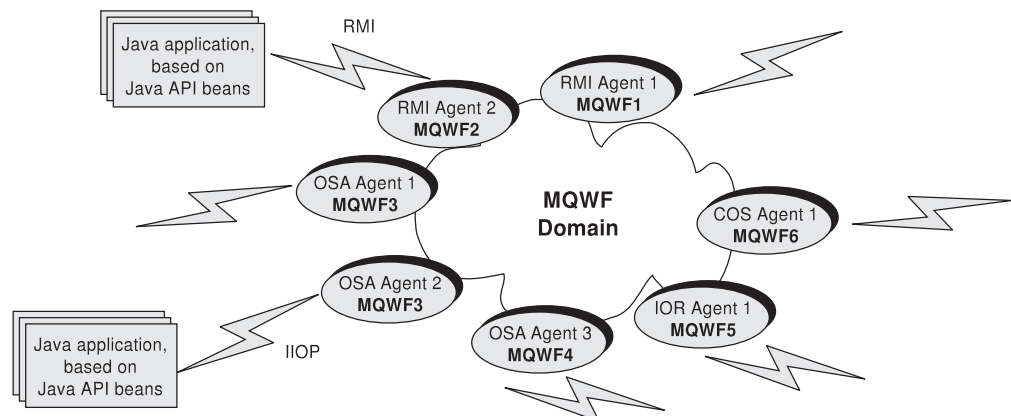 Java application,
based on
Java API beans
RMI
RMI Agent 2
MQWF2
RMI Agent 1
MQWF1
OSA Agent 1
MQWF3
MQWF
Domain
COS Agent 1
MQWF6
OSA Agent 2
MQWF3
IOR Agent 1
MQWF5
OSA Agent 3
MQWF4
Java application,
based on
Java API beans
IIOP